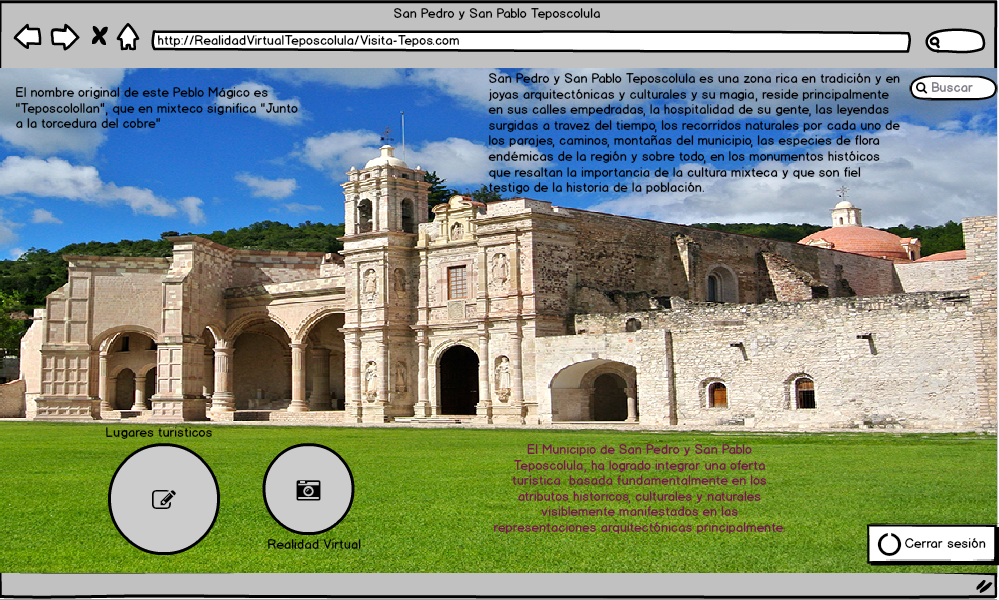 San Pedro y San Pablo Teposcolula
http://RealidadVirtualTeposcolula/Visita-Tepos.com
El nombre original de este Peblo Mágico es
"Teposcolollan", que en mixteco significa "Junto
a la torcedura del cobre"
San Pedro y San Pablo Teposcolula es una zona rica en tradición y en
joyas arquitectónicas y culturales y su magia, reside principalmente
en sus calles empedradas, la hospitalidad de su gente, las leyendas
surgidas a travez del tiempo, los recorridos naturales por cada uno de
los parajes, caminos, montañas del municipio, las especies de flora
endémicas de la región y sobre todo, en los monumentos históicos
que resaltan la importancia de la cultura mixteca y que son fiel
testigo de la historia de la población.
Buscar
Lugares turísticos
Realidad Virtual
El Municipio de San Pedro y San Pablo
Teposcolula, ha logrado integrar una oferta
turística basada fundamentalmente en los
atributos historicos, culturales y naturales
visiblemente manifestados en las
representaciones arquitectónicas principalmente.
Cerrar sesión